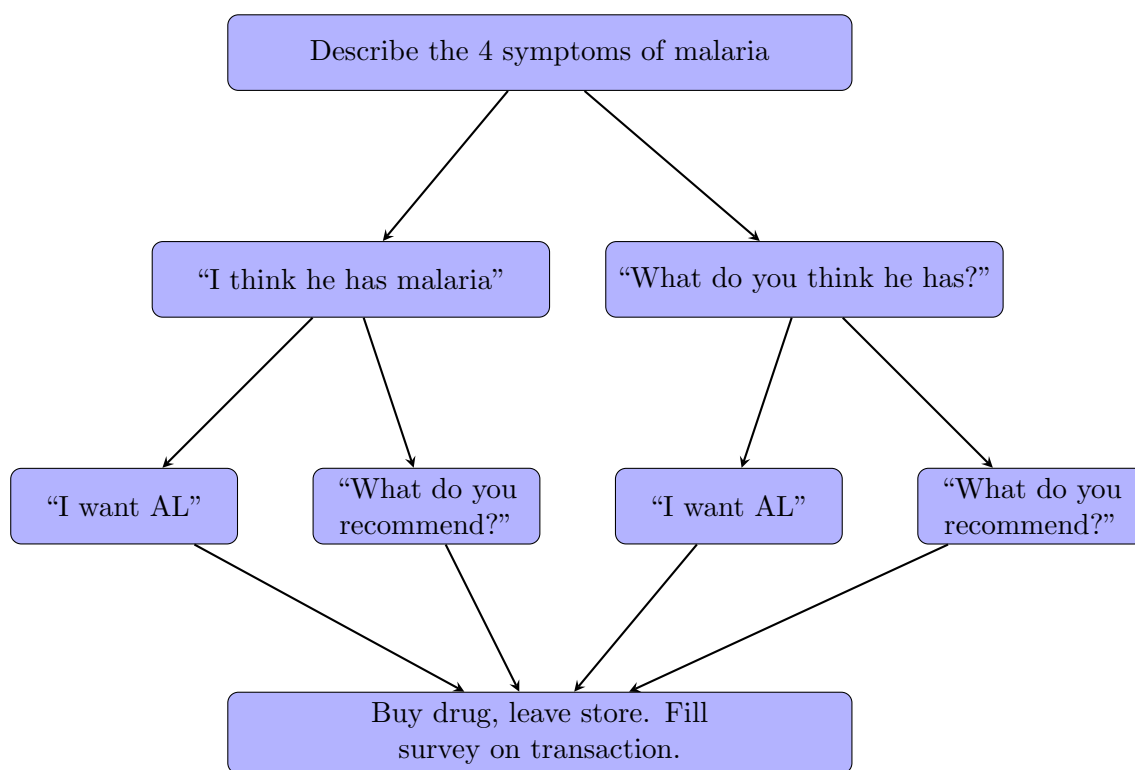 Describe the 4 symptoms of malaria
“I think he has malaria”
“What do you think he has?”
“I want AL”
“What do you
recommend?”
“I want AL”
“What do you
recommend?”
Buy drug, leave store. Fill
survey on transaction.